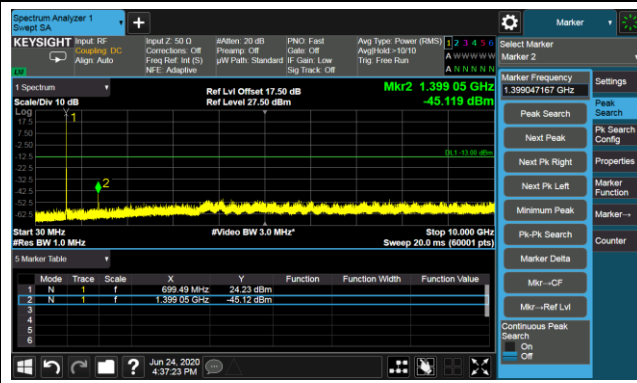 Spectrum Analyzer 1
Swept SA
Marker
KEYSIGHT
Input: RF
Coupling: DC
Align: Auto
Input Z: 50 Ω
Corrections: Off
Freq Ref: Int (S)
NFE: Adaptive
#Atten: 20 dB
Preamp: Off
µW Path: Standard
PNO: Fast
Gate: Off
IF Gain: Low
Sig Track: Off
Avg Type: Power (RMS)
Avg|Hold:>10/10
Trig: Free Run
1 2 3 4 5 6
A W W W W W
A N N N N N
Select Marker
Marker 2
1 Spectrum
Scale/Div 10 dB
Log
Ref Lvl Offset 17.50 dB
Ref Level 27.50 dBm
Mkr2 1.399 05 GHz
-45.119 dBm
17.5
7.50
-2.50
-12.5
-22.5
-32.5
-42.5
-52.5
-62.5
1
2
DL1 -13.00 dBm
Start 30 MHz
#Res BW 1.0 MHz
#Video BW 3.0 MHz*
Stop 10.000 GHz
Sweep 20.0 ms (60001 pts)
5 Marker Table
Mode Trace Scale X Y Function Function Width Function Value
1 N 1 f 699.49 MHz 24.23 dBm
2 N 1 f 1.399 05 GHz -45.12 dBm
3
4
5
6
Jun 24, 2020
4:37:23 PM
Marker Frequency
1.399047167 GHz
Peak Search
Next Peak
Next Pk Right
Next Pk Left
Minimum Peak
Pk-Pk Search
Marker Delta
Mkr→CF
Mkr→Ref Lvl
Continuous Peak
Search
On
Off
Settings
Peak
Search
Pk Search
Config
Properties
Marker
Function
Marker→
Counter